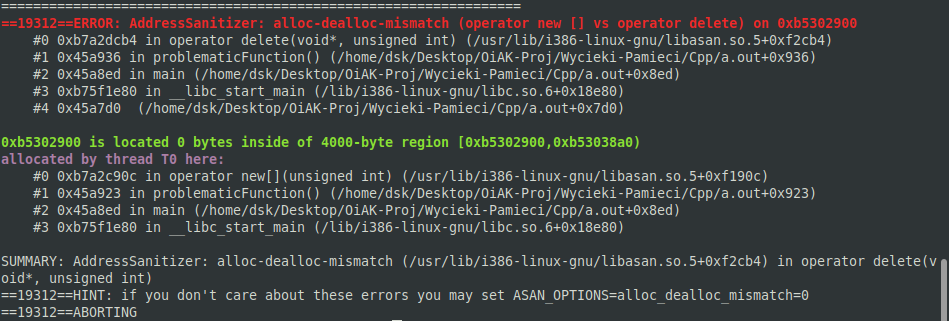 =================================================================
==19312==ERROR: AddressSanitizer: alloc-dealloc-mismatch (operator new [] vs operator delete) on 0xb5302900
    #0 0xb7a2dcb4 in operator delete(void*, unsigned int) (/usr/lib/i386-linux-gnu/libasan.so.5+0xf2cb4)
    #1 0x45a936 in problematicFunction() (/home/dsk/Desktop/OiAK-Proj/Wycieki-Pamieci/Cpp/a.out+0x936)
    #2 0x45a8ed in main (/home/dsk/Desktop/OiAK-Proj/Wycieki-Pamieci/Cpp/a.out+0x8ed)
    #3 0xb75f1e80 in __libc_start_main (/lib/i386-linux-gnu/libc.so.6+0x18e80)
    #4 0x45a7d0  (/home/dsk/Desktop/OiAK-Proj/Wycieki-Pamieci/Cpp/a.out+0x7d0)

0xb5302900 is located 0 bytes inside of 4000-byte region [0xb5302900,0xb53038a0)
allocated by thread T0 here:
    #0 0xb7a2c90c in operator new[](unsigned int) (/usr/lib/i386-linux-gnu/libasan.so.5+0xf190c)
    #1 0x45a923 in problematicFunction() (/home/dsk/Desktop/OiAK-Proj/Wycieki-Pamieci/Cpp/a.out+0x923)
    #2 0x45a8ed in main (/home/dsk/Desktop/OiAK-Proj/Wycieki-Pamieci/Cpp/a.out+0x8ed)
    #3 0xb75f1e80 in __libc_start_main (/lib/i386-linux-gnu/libc.so.6+0x18e80)

SUMMARY: AddressSanitizer: alloc-dealloc-mismatch (/usr/lib/i386-linux-gnu/libasan.so.5+0xf2cb4) in operator delete(v
oid*, unsigned int)
==19312==HINT: if you don't care about these errors you may set ASAN_OPTIONS=alloc_dealloc_mismatch=0
==19312==ABORTING